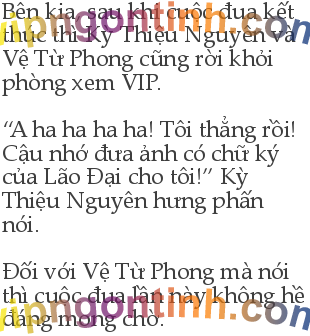 Bên kia, sau khi cuộc đua kết
thúc thì Kỳ Thiệu Nguyên và
Vệ Từ Phong cũng rời khỏi
phòng xem VIP.
“A ha ha ha ha! Tôi thẳng rồi!
Cậu nhớ đưa ảnh có chữ ký
của Lão Đại cho tôi!” Kỳ
Thiệu Nguyên hưng phấn
nói.
Đối với Vệ Từ Phong mà nói
thì cuộc đua lần này không hề
đáng mong chờ.